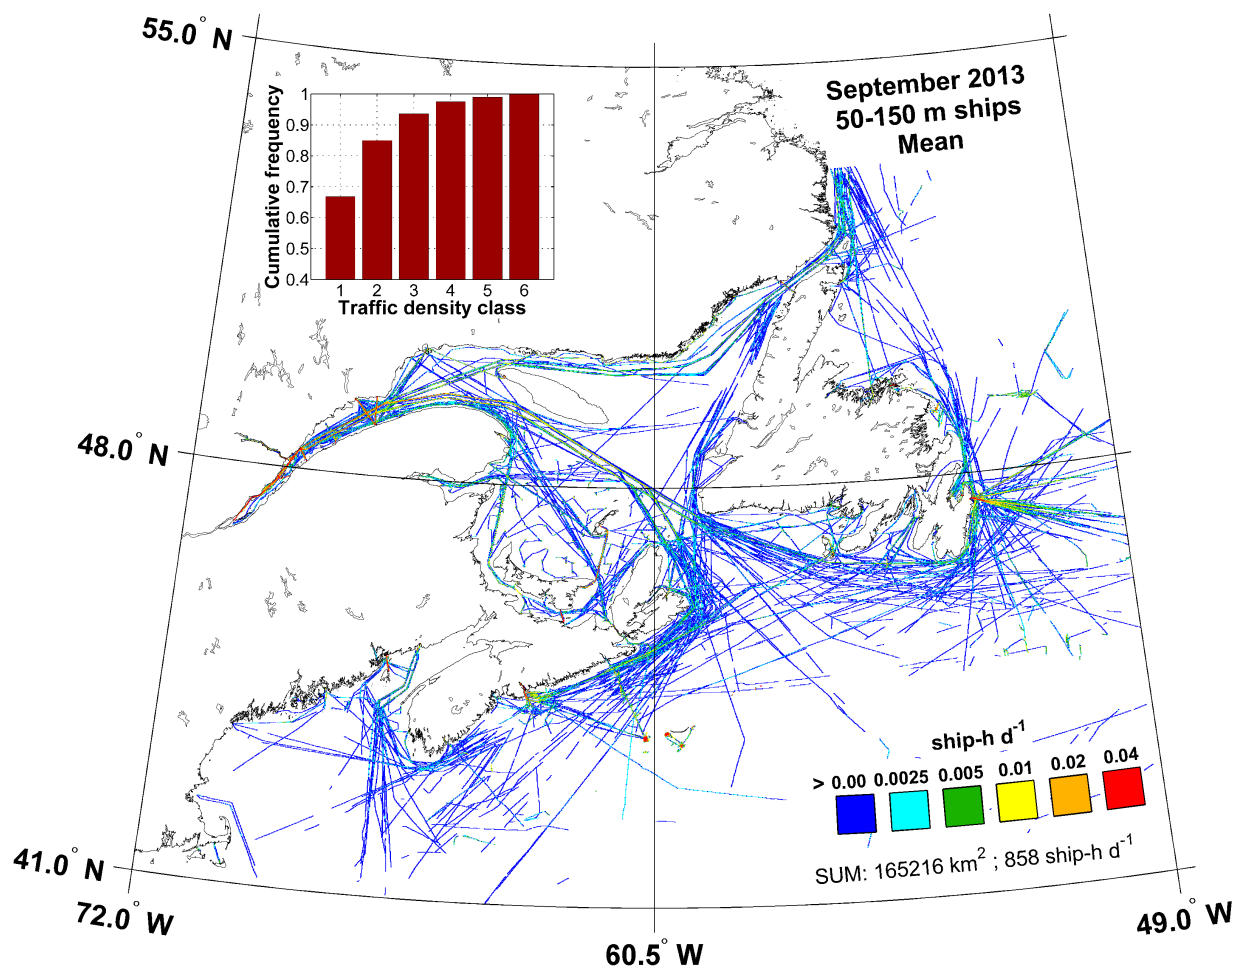 55.0° N
September 2013
50-150 m ships
Mean
Cumulative frequency
1
0.9
0.8
0.7
0.6
0.5
0.4
1 2 3 4 5 6
Traffic density class
48.0° N
ship-h d⁻¹
> 0.00 0.0025 0.005 0.01 0.02 0.04
SUM: 165216 km² ; 858 ship-h d⁻¹
41.0° N
72.0° W
60.5° W
49.0° W